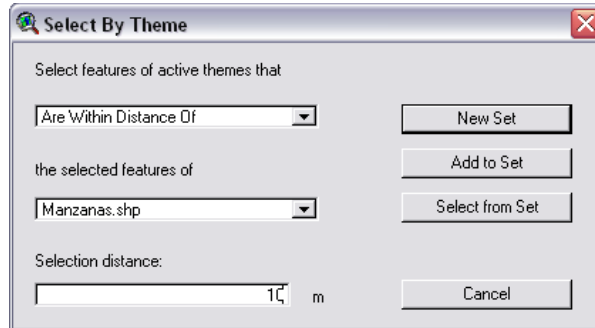 Select By Theme
Select features of active themes that
Are Within Distance Of
New Set
Add to Set
the selected features of
Manzanas.shp
Select from Set
Selection distance:
10 m
Cancel